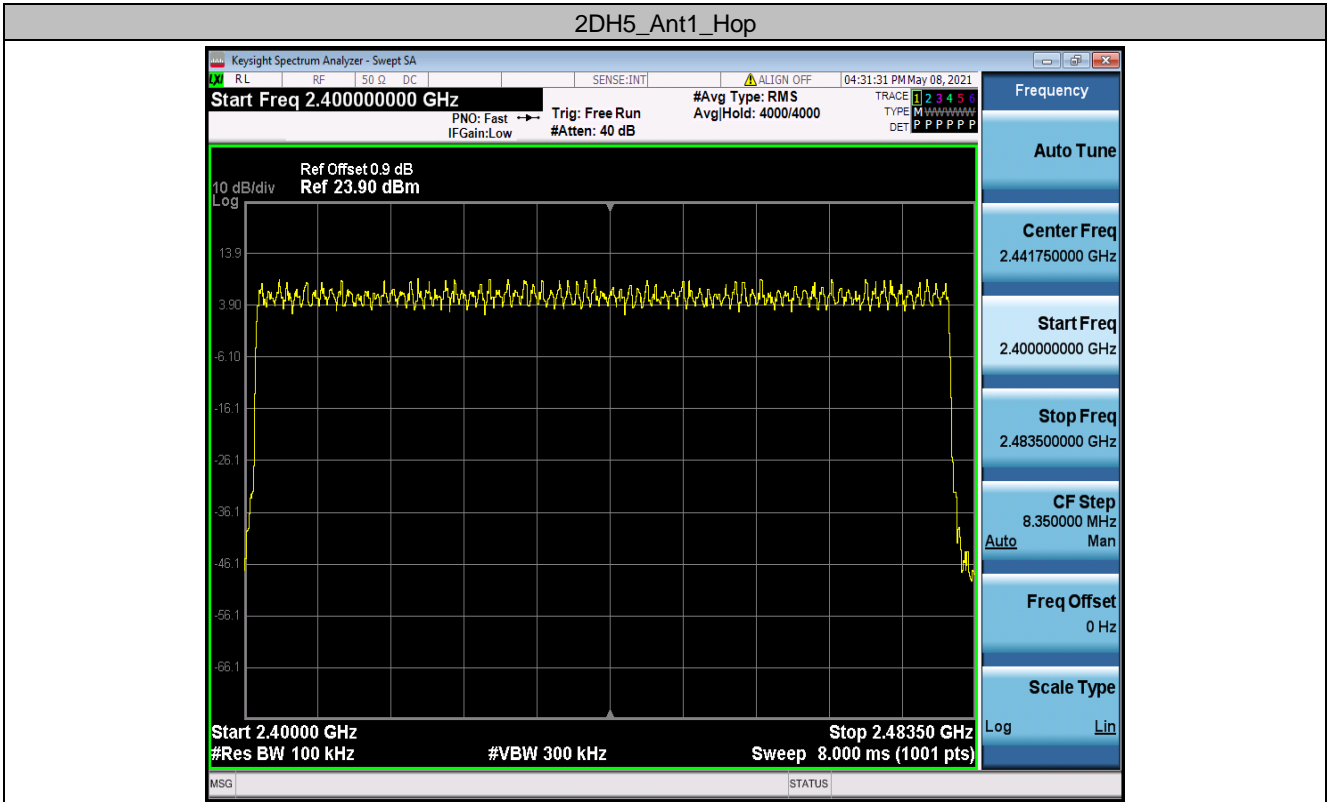 2DH5_Ant1_Hop
Keysight Spectrum Analyzer - Swept SA
LXI RL RF 50 Ω DC SENSE:INT ALIGN OFF 04:31:31 PM May 08, 2021
Start Freq 2.400000000 GHz
PNO: Fast
IFGain:Low
Trig: Free Run
#Atten: 40 dB
#Avg Type: RMS
Avg|Hold: 4000/4000
TRACE 1 2 3 4 5 6
TYPE M W W W W W
DET P P P P P P
Ref Offset 0.9 dB
10 dB/div Ref 23.90 dBm
Log
13.9
3.90
-6.10
-16.1
-26.1
-36.1
-46.1
-56.1
-66.1
Start 2.40000 GHz Stop 2.48350 GHz
#Res BW 100 kHz #VBW 300 kHz Sweep 8.000 ms (1001 pts)
MSG STATUS
Frequency
Auto Tune
Center Freq
2.441750000 GHz
Start Freq
2.400000000 GHz
Stop Freq
2.483500000 GHz
CF Step
8.350000 MHz
Auto Man
Freq Offset
0 Hz
Scale Type
Log Lin